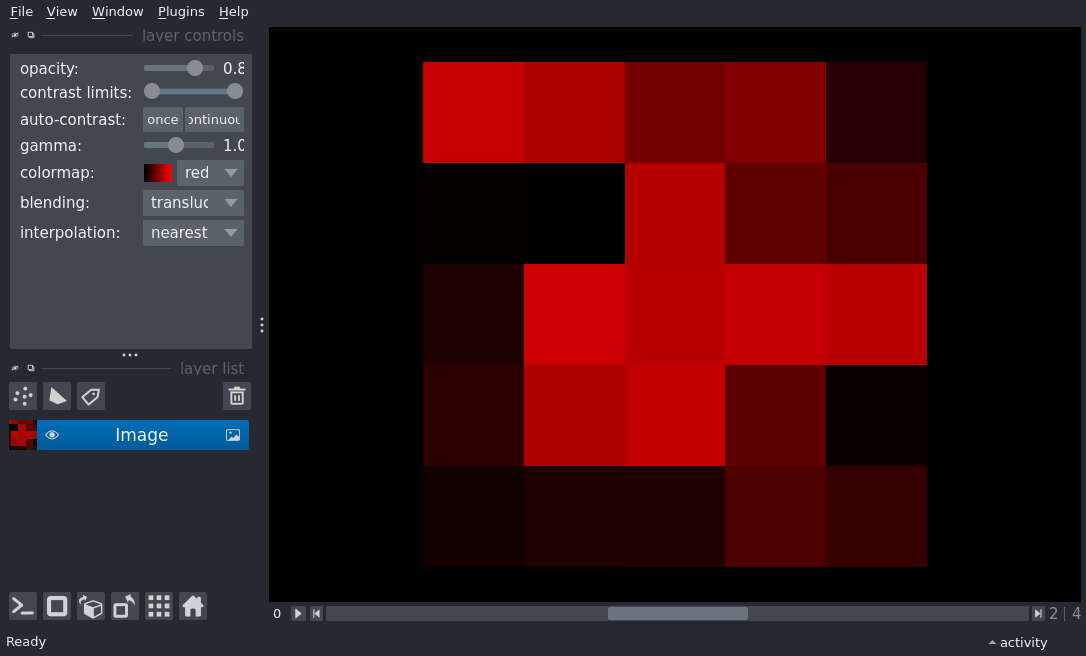 File View Window Plugins Help
layer controls
opacity: 0.8
contrast limits:
auto-contrast: once ontinuou
gamma: 1.0
colormap: red
blending: transluc
interpolation: nearest
layer list
Image
0 2 | 4
Ready activity